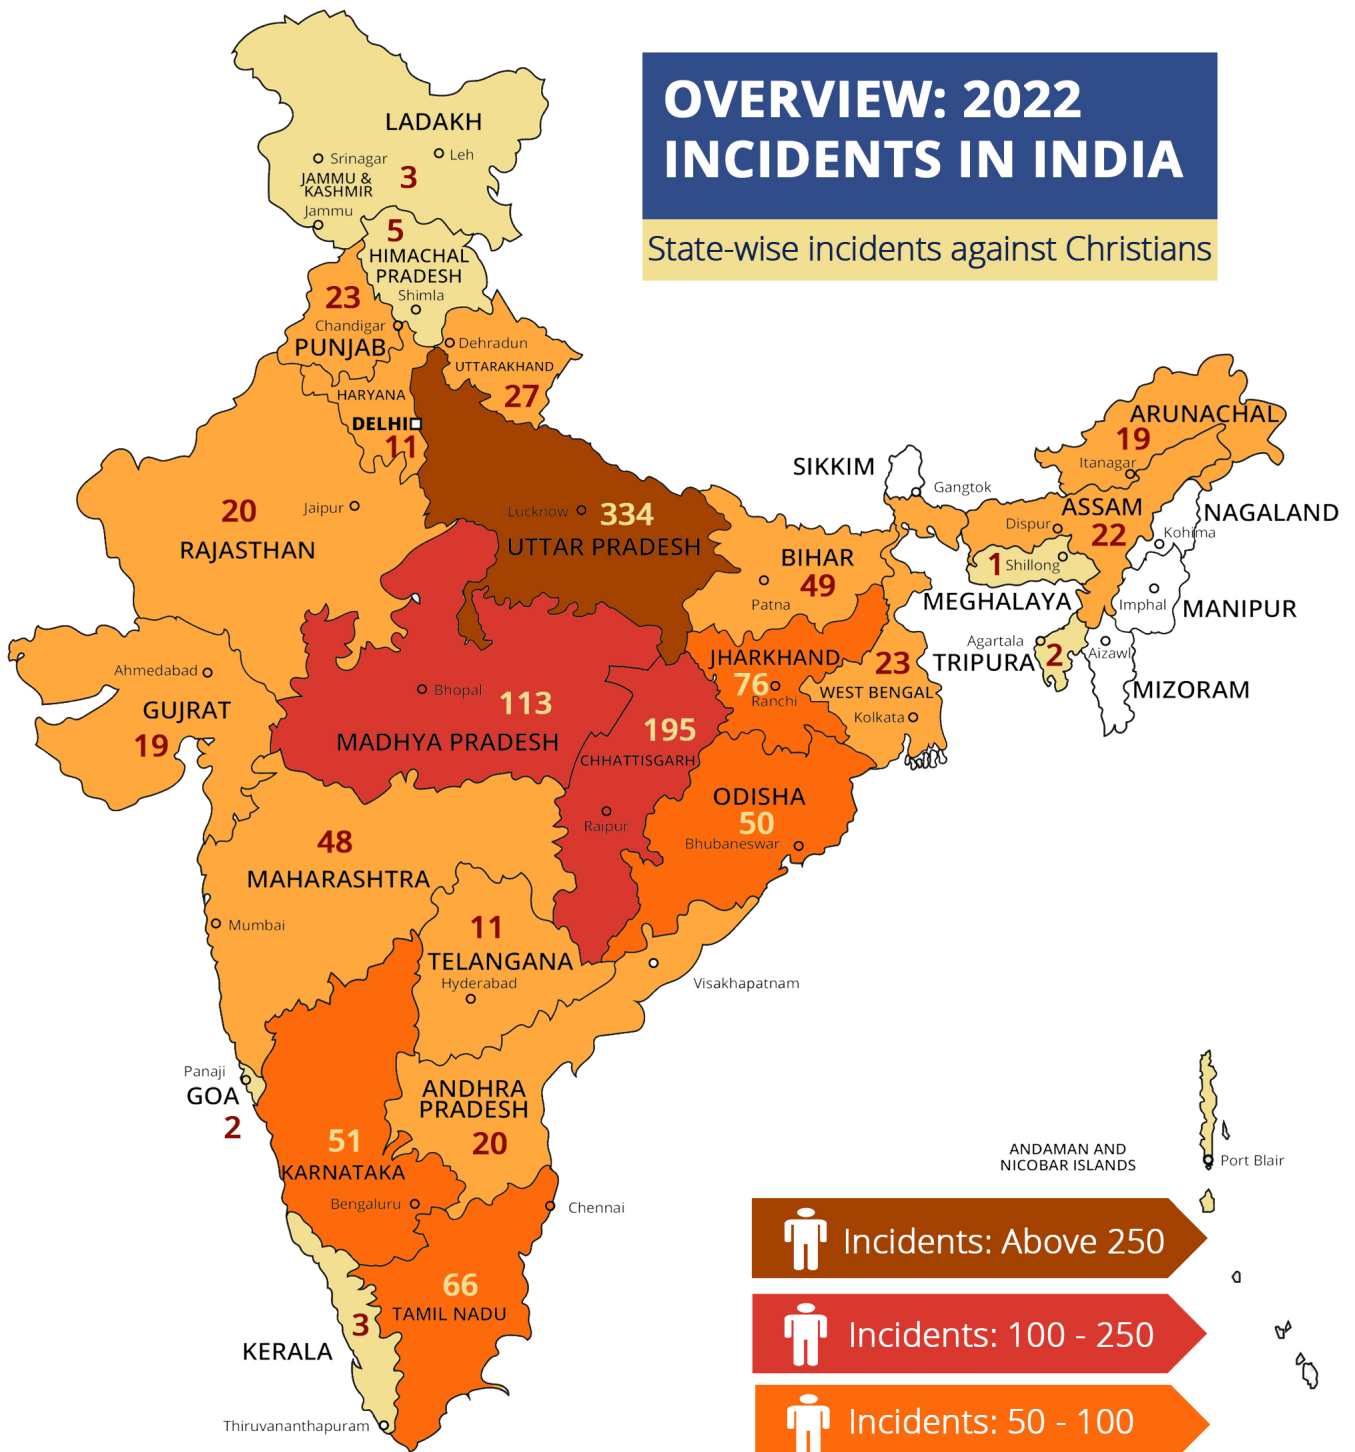 OVERVIEW: 2022
INCIDENTS IN INDIA
State-wise incidents against Christians
LADAKH
Srinagar
Leh
JAMMU &
KASHMIR
3
Jammu
5
HIMACHAL
PRADESH
Shimla
23
Chandigar
PUNJAB
Dehradun
UTTARAKHAND
27
HARYANA
DELHI
11
ARUNACHAL
19
Itanagar
SIKKIM
Gangtok
20
Jaipur
RAJASTHAN
Lucknow
334
UTTAR PRADESH
ASSAM
Dispur
22
NAGALAND
Kohima
BIHAR
49
Patna
1
Shillong
MEGHALAYA
Imphal
MANIPUR
Agartala
TRIPURA
2
Aizawl
MIZORAM
Ahmedabad
GUJRAT
19
Bhopal
113
MADHYA PRADESH
JHARKHAND
76
Ranchi
23
WEST BENGAL
Kolkata
195
CHHATTISGARH
Raipur
ODISHA
50
Bhubaneswar
48
MAHARASHTRA
Mumbai
11
TELANGANA
Hyderabad
Visakhapatnam
Panaji
GOA
2
ANDHRA
PRADESH
20
51
KARNATAKA
Bengaluru
Chennai
ANDAMAN AND
NICOBAR ISLANDS
Port Blair
66
TAMIL NADU
3
KERALA
Thiruvananthapuram
Incidents: Above 250
Incidents: 100 - 250
Incidents: 50 - 100